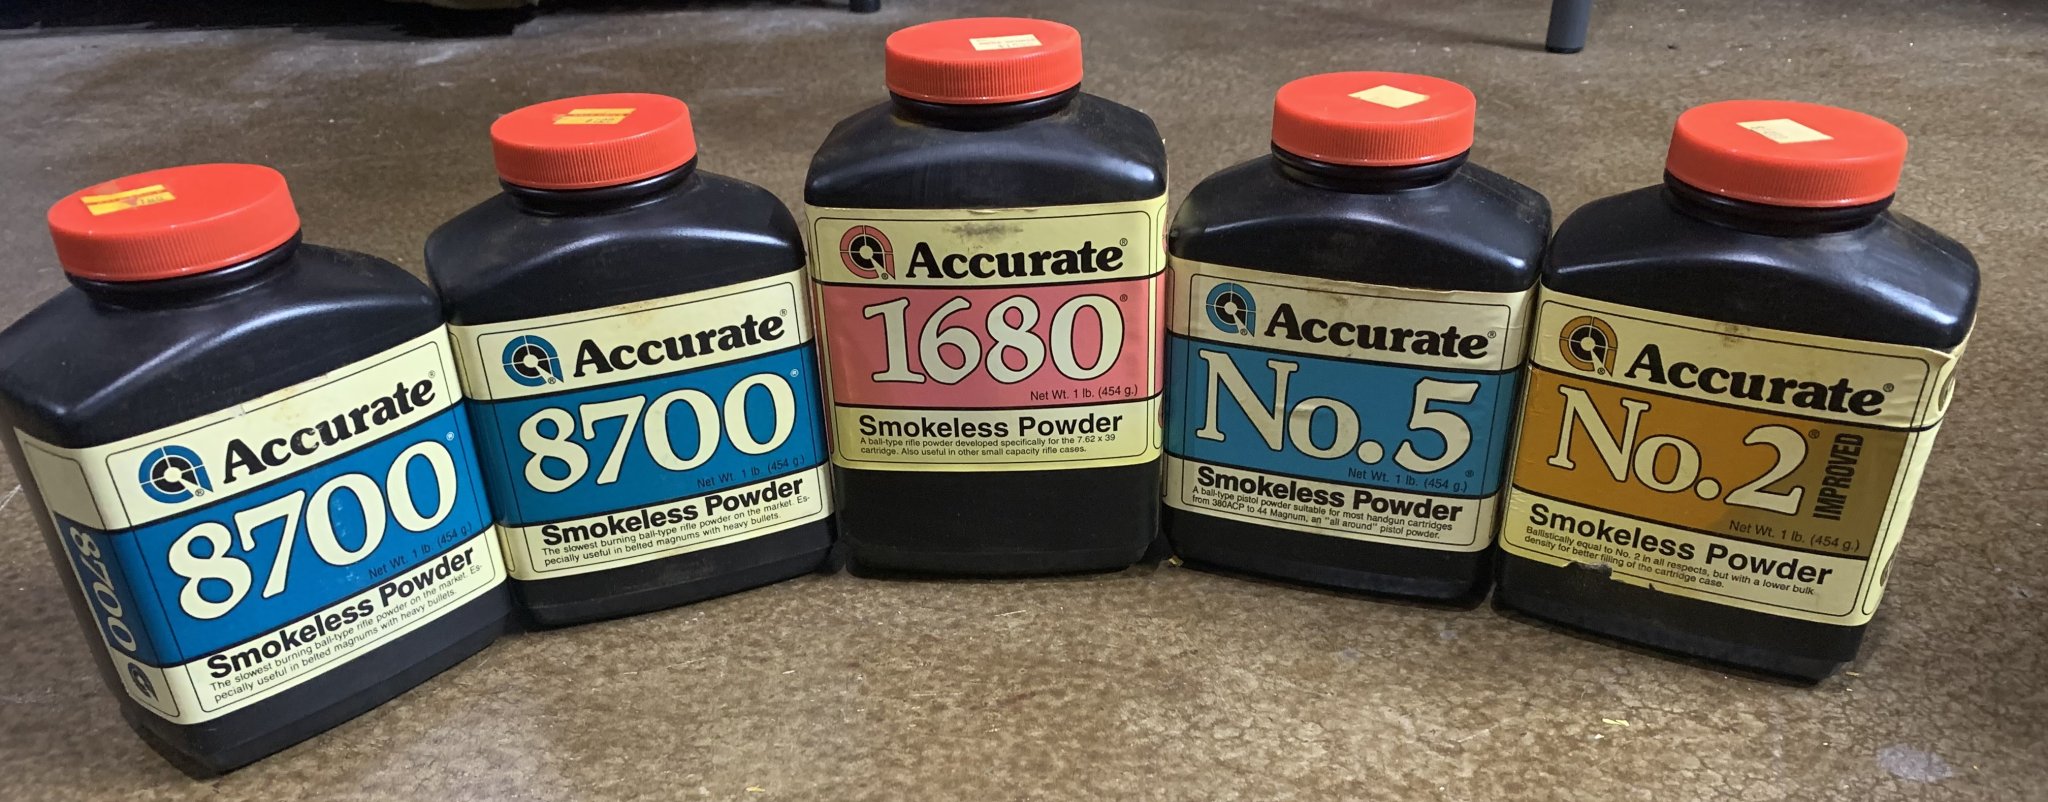 Accurate®
8700®
Net Wt. 1 lb. (454 g.)
Smokeless Powder
The slowest burning ball-type rifle powder on the market. Es-
pecially useful in belted magnums with heavy bullets.
8700
Accurate®
8700®
Net Wt. 1 lb. (454 g.)
Smokeless Powder
The slowest burning ball-type rifle powder on the market. Es-
pecially useful in belted magnums with heavy bullets.
Accurate®
1680®
Net Wt. 1 lb. (454 g.)
Smokeless Powder
A ball-type rifle powder developed specifically for the 7.62 x 39
cartridge. Also useful in other small capacity rifle cases.
Accurate®
No.5®
Net Wt. 1 lb. (454 g.)
Smokeless Powder
A ball-type pistol powder suitable for most handgun cartridges
from 380ACP to 44 Magnum, an "all around" pistol powder.
Accurate®
No.2®
IMPROVED
Net Wt. 1 lb. (454 g.)
Smokeless Powder
Ballistically equal to No. 2 in all respects, but with a lower bulk
density for better filling of the cartridge case.